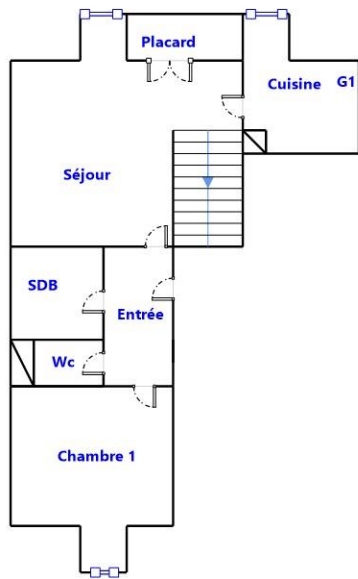 Placard
Cuisine G1
Séjour
SDB
Entrée
Wc
Chambre 1